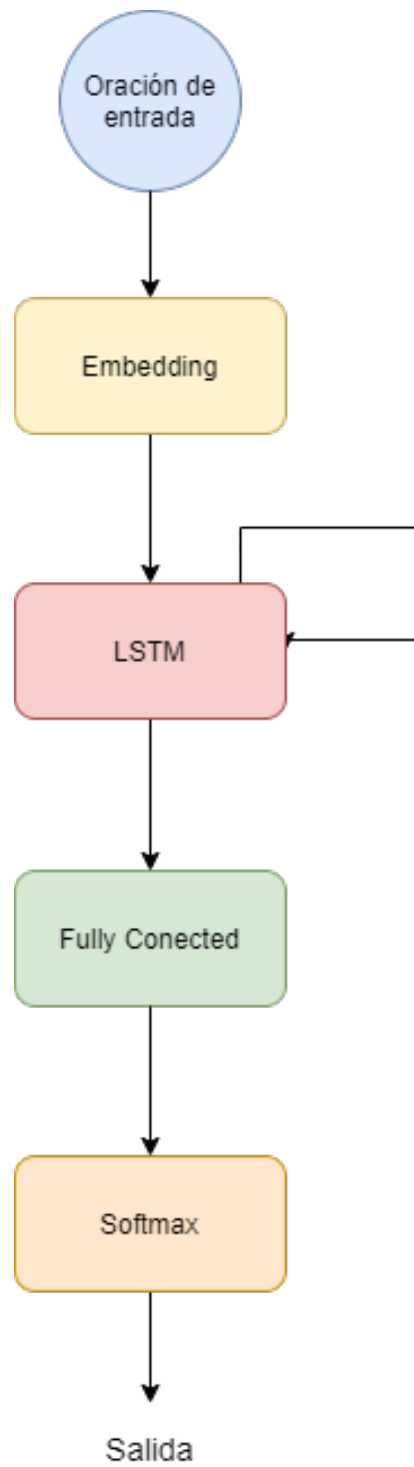 Oración de
entrada
Embedding
LSTM
Fully Conected
Softmax
Salida